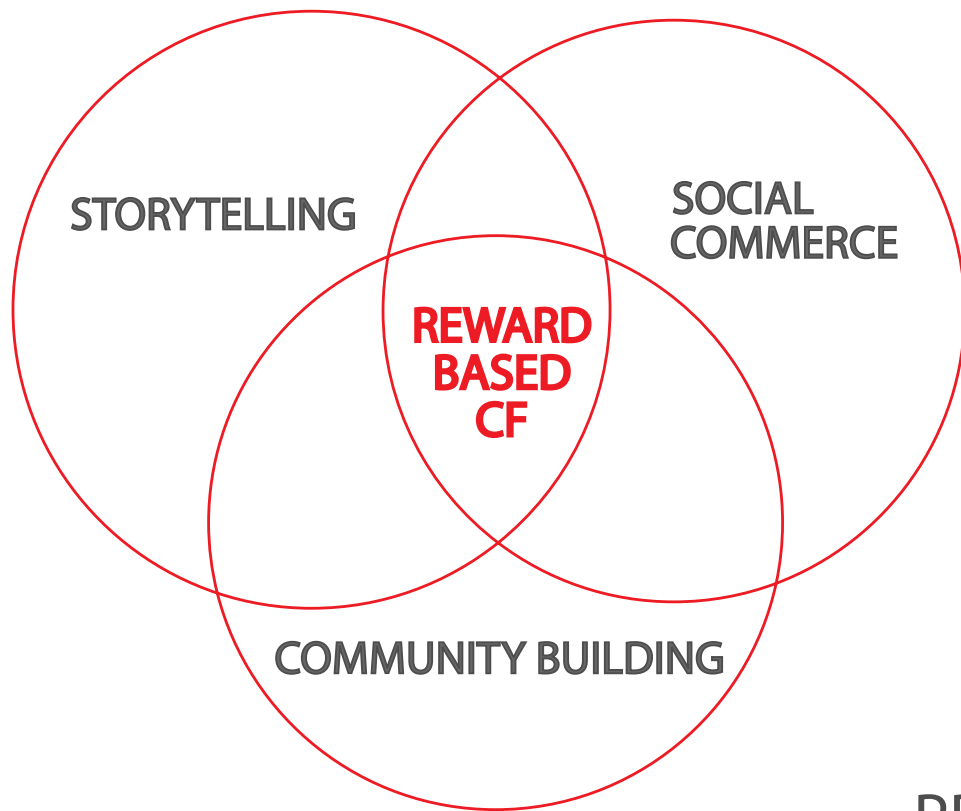 STORYTELLING
SOCIAL
COMMERCE
REWARD
BASED
CF
COMMUNITY BUILDING